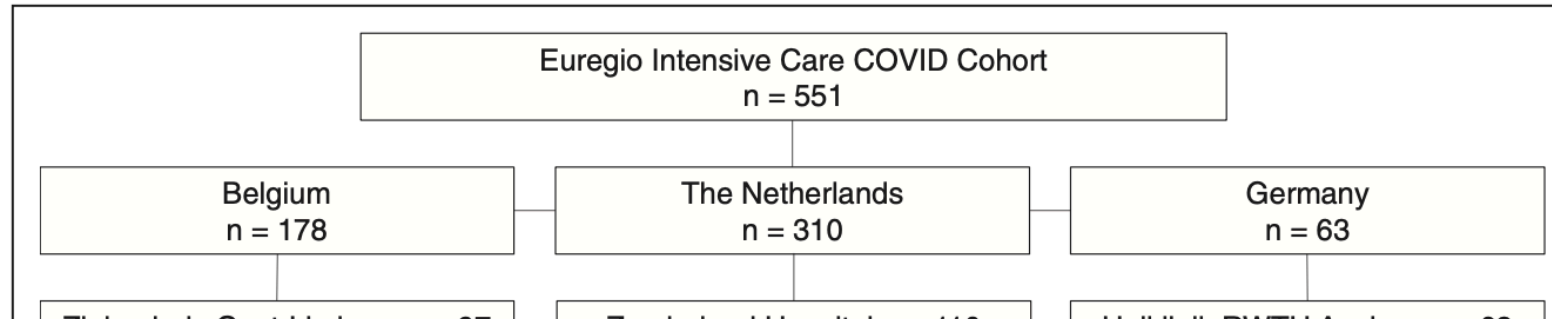 Euregio Intensive Care COVID Cohort
n = 551
Belgium
n = 178
The Netherlands
n = 310
Germany
n = 63